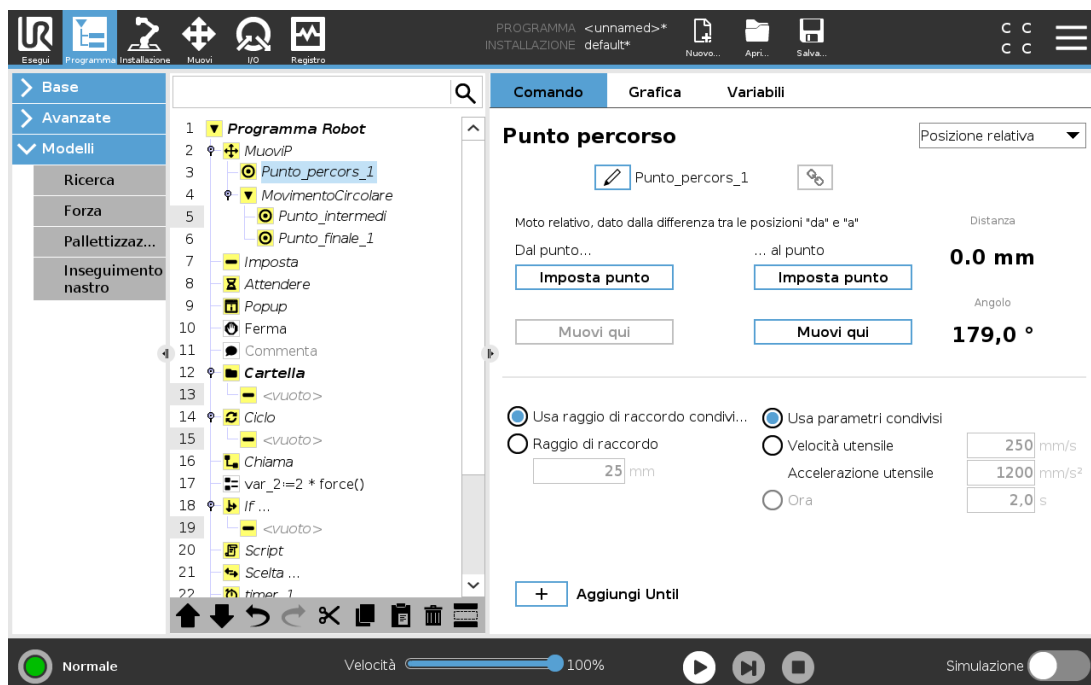 PROGRAMMA <unnamed>*
INSTALLAZIONE default*
UR
Esegui Programma Installazione Muovi I/O Registro
Nuovo... Apri... Salva...
C C
C C
Base
Avanzate
Modelli
Ricerca
Forza
Pallettizzaz...
Inseguimento
nastro
1 Programma Robot
2 MuoviP
3 Punto_percors_1
4 MovimentoCircolare
5 Punto_intermedi
6 Punto_finale_1
7 Imposta
8 Attendere
9 Popup
10 Ferma
11 Commenta
12 Cartella
13 <vuoto>
14 Ciclo
15 <vuoto>
16 Chiama
17 var_2:=2 * force()
18 If ...
19 <vuoto>
20 Script
21 Scelta ...
22 timer_1
Comando Grafica Variabili
Punto percorso
Posizione relativa
Punto_percors_1
Moto relativo, dato dalla differenza tra le posizioni "da" e "a"
Dal punto... ... al punto
Imposta punto Imposta punto
Muovi qui Muovi qui
Distanza
0.0 mm
Angolo
179,0 °
Usa raggio di raccordo condivi...
Raggio di raccordo
25 mm
Usa parametri condivisi
Velocità utensile 250 mm/s
Accelerazione utensile 1200 mm/s²
Ora 2,0 s
+ Aggiungi Until
Normale
Velocità 100%
Simulazione